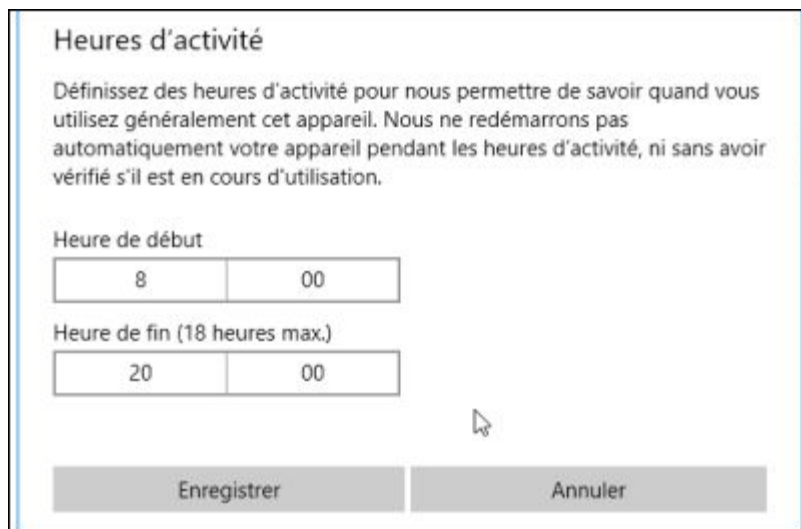 Heures d'activité
Définissez des heures d'activité pour nous permettre de savoir quand vous
utilisez généralement cet appareil. Nous ne redémarrons pas
automatiquement votre appareil pendant les heures d'activité, ni sans avoir
vérifié s'il est en cours d'utilisation.
Heure de début
8 00
Heure de fin (18 heures max.)
20 00
Enregistrer Annuler